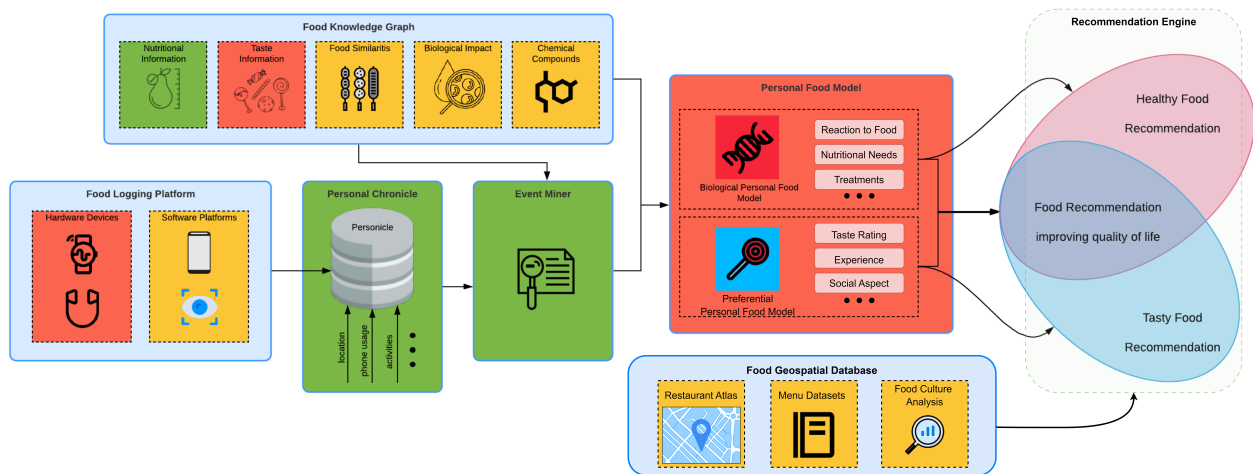 Food Knowledge Graph
Nutritional
Information
Taste
Information
Food Similaritis
Biological Impact
Chemical
Compounds
Food Logging Platform
Hardware Devices
Software Platforms
Personal Chronicle
Personicle
location
phone usage
activities
Event Miner
Personal Food Model
Biological Personal Food
Model
Reaction to Food
Nutritional Needs
Treatments
Preferential
Personal Food Model
Taste Rating
Experience
Social Aspect
Recommendation Engine
Healthy Food
Recommendation
Food Recommendation
improving quality of life
Tasty Food
Recommendation
Food Geospatial Database
Restaurant Atlas
Menu Datasets
Food Culture
Analysis